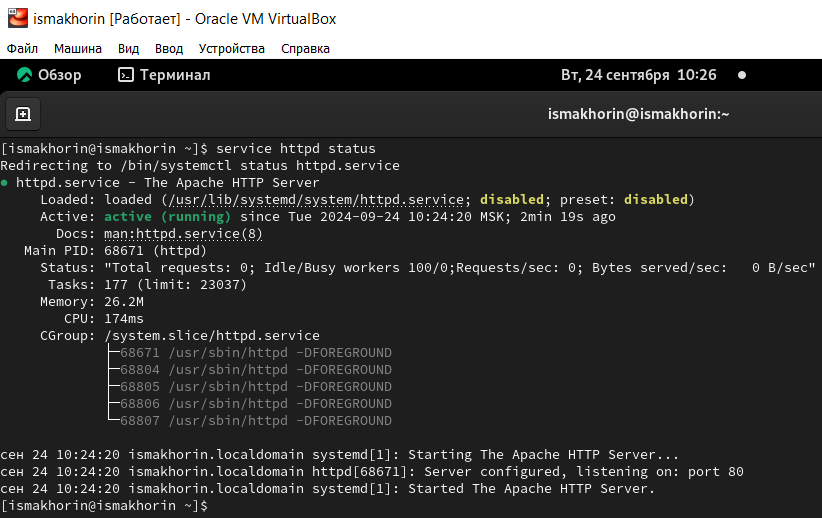 ismakhorin [Работает] - Oracle VM VirtualBox
Файл Машина Вид Ввод Устройства Справка
Обзор Терминал Вт, 24 сентября 10:26
ismakhorin@ismakhorin:~
[ismakhorin@ismakhorin ~]$ service httpd status
Redirecting to /bin/systemctl status httpd.service
● httpd.service - The Apache HTTP Server
Loaded: loaded (/usr/lib/systemd/system/httpd.service; disabled; preset: disabled)
Active: active (running) since Tue 2024-09-24 10:24:20 MSK; 2min 19s ago
Docs: man:httpd.service(8)
Main PID: 68671 (httpd)
Status: "Total requests: 0; Idle/Busy workers 100/0;Requests/sec: 0; Bytes served/sec:   0 B/sec"
Tasks: 177 (limit: 23037)
Memory: 26.2M
CPU: 174ms
CGroup: /system.slice/httpd.service
├─68671 /usr/sbin/httpd -DFOREGROUND
├─68804 /usr/sbin/httpd -DFOREGROUND
├─68805 /usr/sbin/httpd -DFOREGROUND
├─68806 /usr/sbin/httpd -DFOREGROUND
└─68807 /usr/sbin/httpd -DFOREGROUND
сен 24 10:24:20 ismakhorin.localdomain systemd[1]: Starting The Apache HTTP Server...
сен 24 10:24:20 ismakhorin.localdomain httpd[68671]: Server configured, listening on: port 80
сен 24 10:24:20 ismakhorin.localdomain systemd[1]: Started The Apache HTTP Server.
[ismakhorin@ismakhorin ~]$